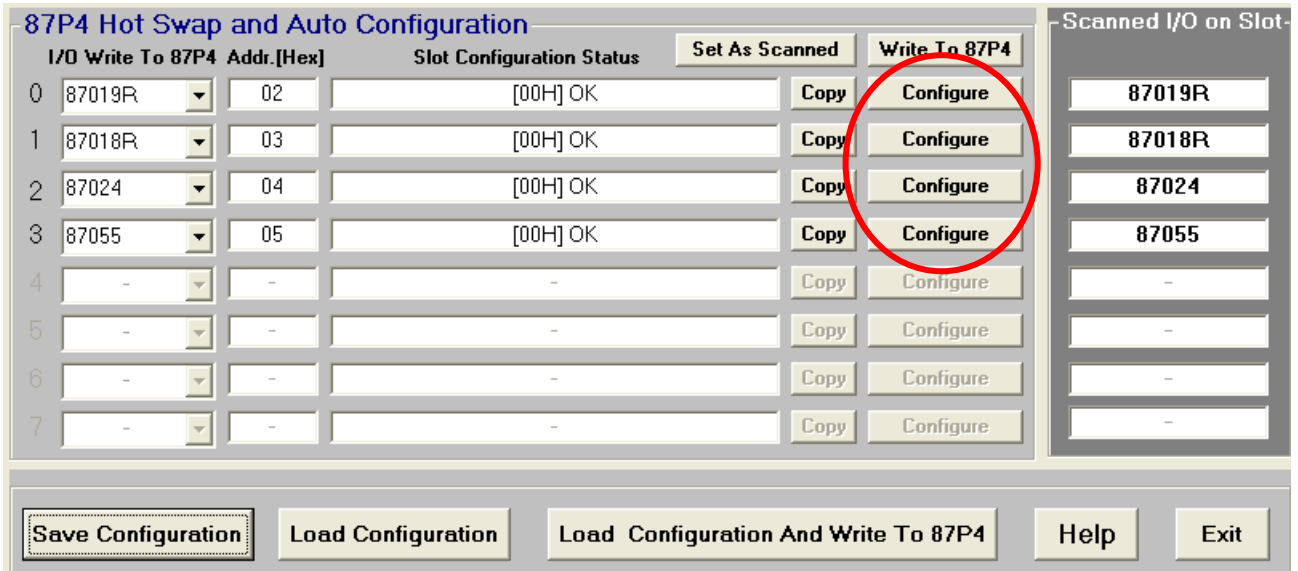 87P4 Hot Swap and Auto Configuration
Scanned I/O on Slot
I/O Write To 87P4 Addr.[Hex] Slot Configuration Status Set As Scanned Write To 87P4
0 87019R 02 [00H] OK Copy Configure 87019R
1 87018R 03 [00H] OK Copy Configure 87018R
2 87024 04 [00H] OK Copy Configure 87024
3 87055 05 [00H] OK Copy Configure 87055
4 - - - Copy Configure -
5 - - - Copy Configure -
6 - - - Copy Configure -
7 - - - Copy Configure -
Save Configuration Load Configuration Load Configuration And Write To 87P4 Help Exit